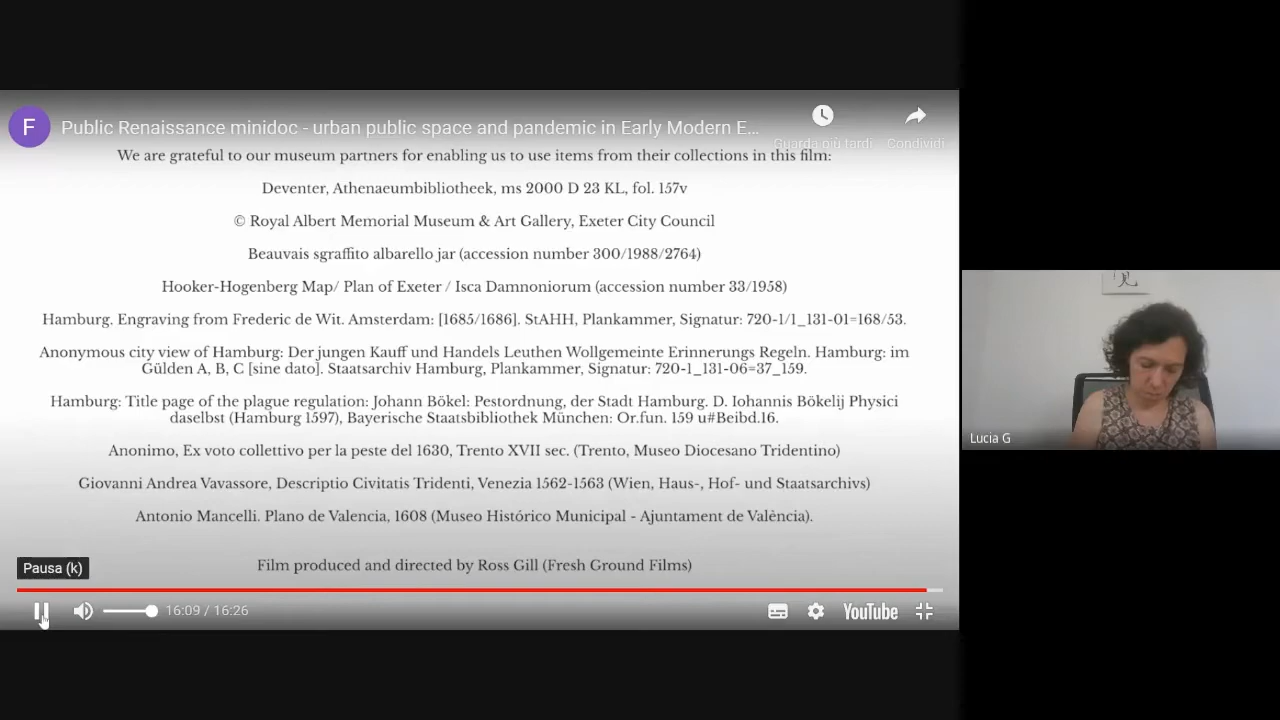 F
Public Renaissance minidoc - urban public space and pandemic in Early Modern E...
Guarda più tardi
Condividi
We are grateful to our museum partners for enabling us to use items from their collections in this film:
Deventer, Athenaeumbibliotheek, ms 2000 D 23 KL, fol. 157v
© Royal Albert Memorial Museum & Art Gallery, Exeter City Council
Beauvais sgraffito albarello jar (accession number 300/1988/2764)
Hooker-Hogenberg Map/ Plan of Exeter / Isca Damnoniorum (accession number 33/1958)
Hamburg. Engraving from Frederic de Wit. Amsterdam: [1685/1686]. StAHH, Plankammer, Signatur: 720-1/1_131-01=168/53.
Anonymous city view of Hamburg: Der jungen Kauff und Handels Leuthen Wollgemeinte Erinnerungs Regeln. Hamburg: im
Gülden A, B, C [sine dato]. Staatsarchiv Hamburg, Plankammer, Signatur: 720-1_131-06=37_159.
Hamburg: Title page of the plague regulation: Johann Bökel: Pestordnung, der Stadt Hamburg. D. Iohannis Bökelij Physici
daselbst (Hamburg 1597), Bayerische Staatsbibliothek München: Or.fun. 159 u#Beibd.16.
Anonimo, Ex voto collettivo per la peste del 1630, Trento XVII sec. (Trento, Museo Diocesano Tridentino)
Giovanni Andrea Vavassore, Descriptio Civitatis Tridenti, Venezia 1562-1563 (Wien, Haus-, Hof- und Staatsarchivs)
Antonio Mancelli. Plano de Valencia, 1608 (Museo Histórico Municipal - Ajuntament de València).
Film produced and directed by Ross Gill (Fresh Ground Films)
Pausa (k)
16:09 / 16:26
YouTube
Lucia G